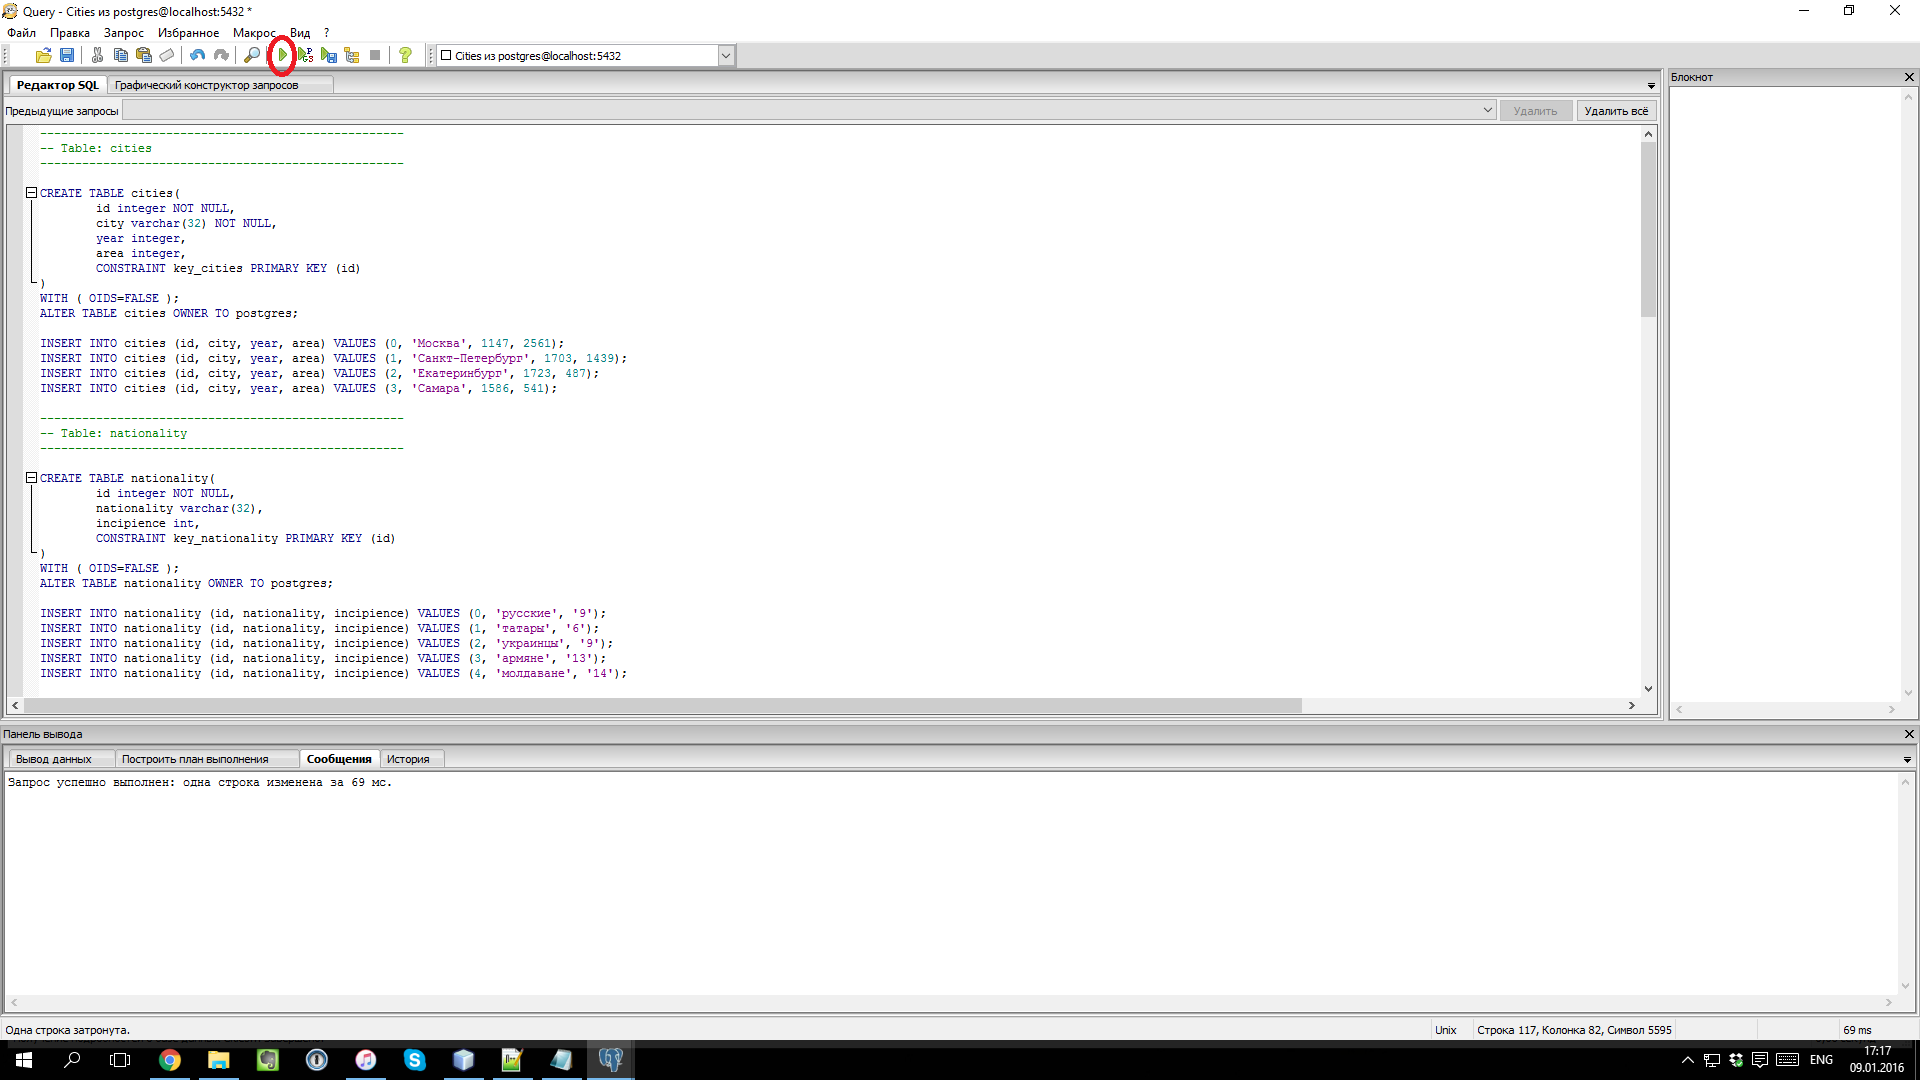 Query - Cities из postgres@localhost:5432 *
Файл Правка Запрос Избранное Макрос Вид ?
Cities из postgres@localhost:5432
Редактор SQL Графический конструктор запросов
Блокнот
Предыдущие запросы Удалить Удалить всё
----------------------------------------------------
-- Table: cities
----------------------------------------------------
CREATE TABLE cities(
id integer NOT NULL,
city varchar(32) NOT NULL,
year integer,
area integer,
CONSTRAINT key_cities PRIMARY KEY (id)
)
WITH ( OIDS=FALSE );
ALTER TABLE cities OWNER TO postgres;
INSERT INTO cities (id, city, year, area) VALUES (0, 'Москва', 1147, 2561);
INSERT INTO cities (id, city, year, area) VALUES (1, 'Санкт-Петербург', 1703, 1439);
INSERT INTO cities (id, city, year, area) VALUES (2, 'Екатеринбург', 1723, 487);
INSERT INTO cities (id, city, year, area) VALUES (3, 'Самара', 1586, 541);
----------------------------------------------------
-- Table: nationality
----------------------------------------------------
CREATE TABLE nationality(
id integer NOT NULL,
nationality varchar(32),
incipience int,
CONSTRAINT key_nationality PRIMARY KEY (id)
)
WITH ( OIDS=FALSE );
ALTER TABLE nationality OWNER TO postgres;
INSERT INTO nationality (id, nationality, incipience) VALUES (0, 'русские', '9');
INSERT INTO nationality (id, nationality, incipience) VALUES (1, 'татары', '6');
INSERT INTO nationality (id, nationality, incipience) VALUES (2, 'украинцы', '9');
INSERT INTO nationality (id, nationality, incipience) VALUES (3, 'армяне', '13');
INSERT INTO nationality (id, nationality, incipience) VALUES (4, 'молдаване', '14');
Панель вывода
Вывод данных Построить план выполнения Сообщения История
Запрос успешно выполнен: одна строка изменена за 69 мс.
Одна строка затронута. Unix Строка 117, Колонка 82, Символ 5595 69 ms
ENG 17:17
09.01.2016